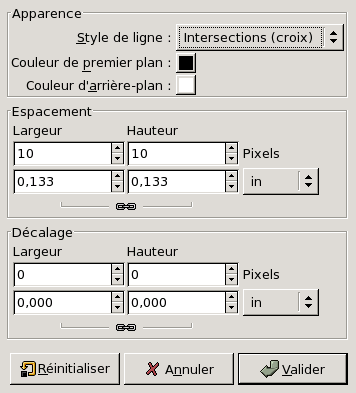 Apparence
Style de ligne : Intersections (croix)
Couleur de premier plan :
Couleur d'arrière-plan :
Espacement
Largeur Hauteur
10 10 Pixels
0,133 0,133 in
Décalage
Largeur Hauteur
0 0 Pixels
0,000 0,000 in
Réinitialiser Annuler Valider